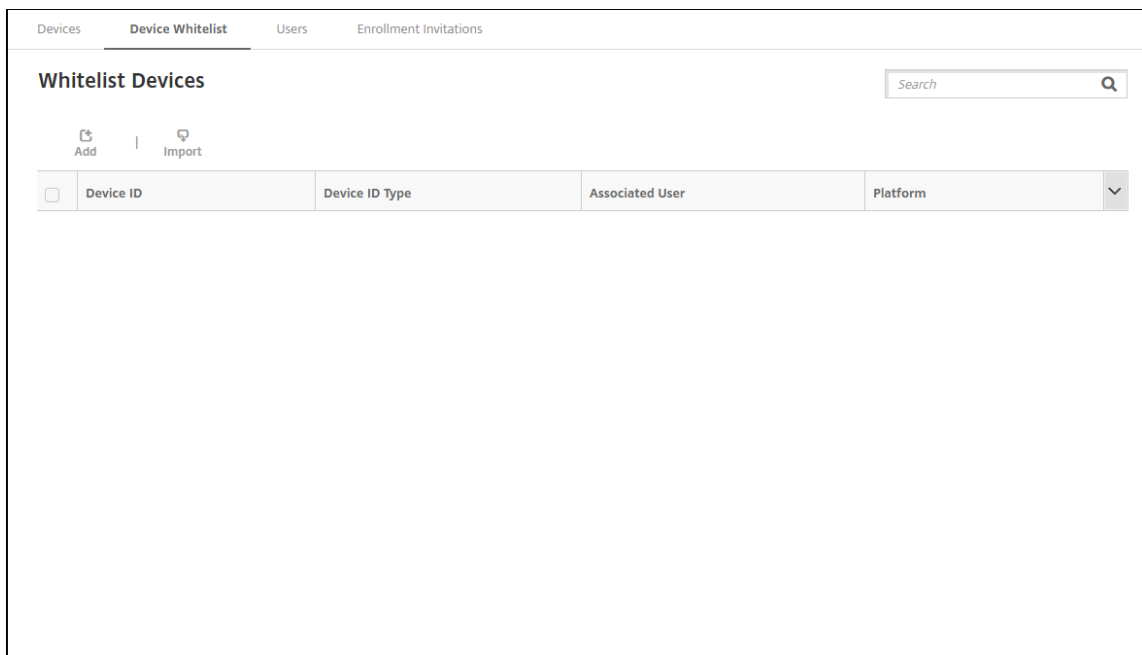 Devices Device Whitelist Users Enrollment Invitations
Whitelist Devices
Search
Add | Import
Device ID Device ID Type Associated User Platform